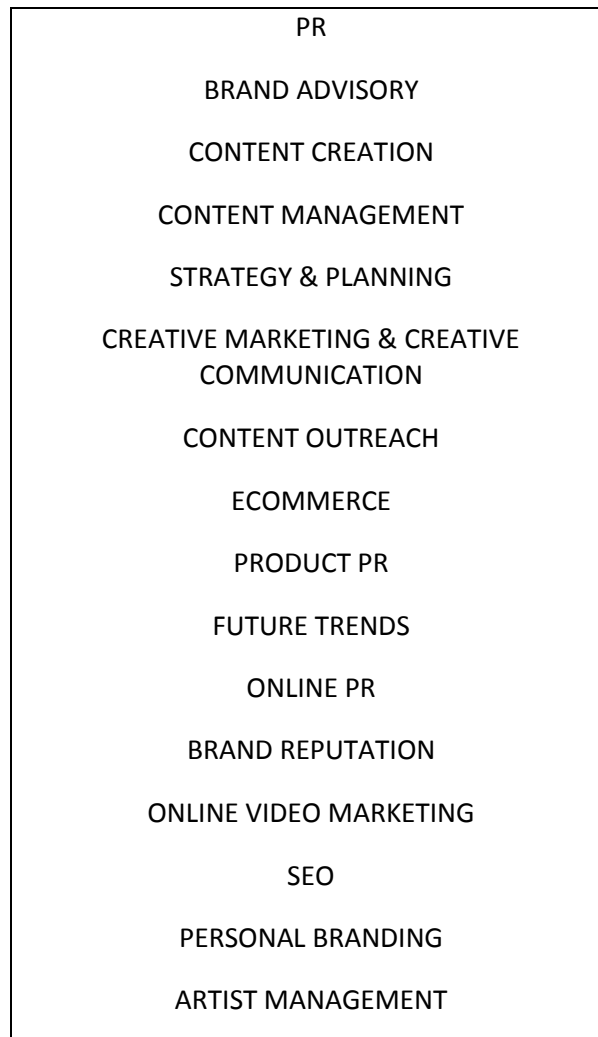 PR
BRAND ADVISORY
CONTENT CREATION
CONTENT MANAGEMENT
STRATEGY & PLANNING
CREATIVE MARKETING & CREATIVE
COMMUNICATION
CONTENT OUTREACH
ECOMMERCE
PRODUCT PR
FUTURE TRENDS
ONLINE PR
BRAND REPUTATION
ONLINE VIDEO MARKETING
SEO
PERSONAL BRANDING
ARTIST MANAGEMENT